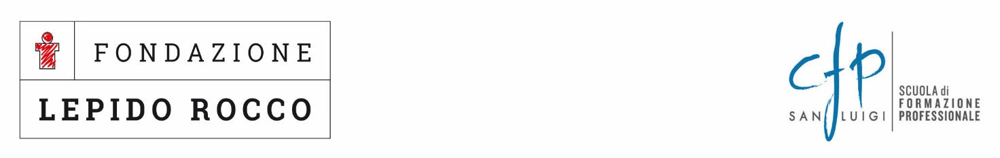 FONDAZIONE
LEPIDO ROCCO
cfp
SAN LUIGI
SCUOLA di
FORMAZIONE
PROFESSIONALE